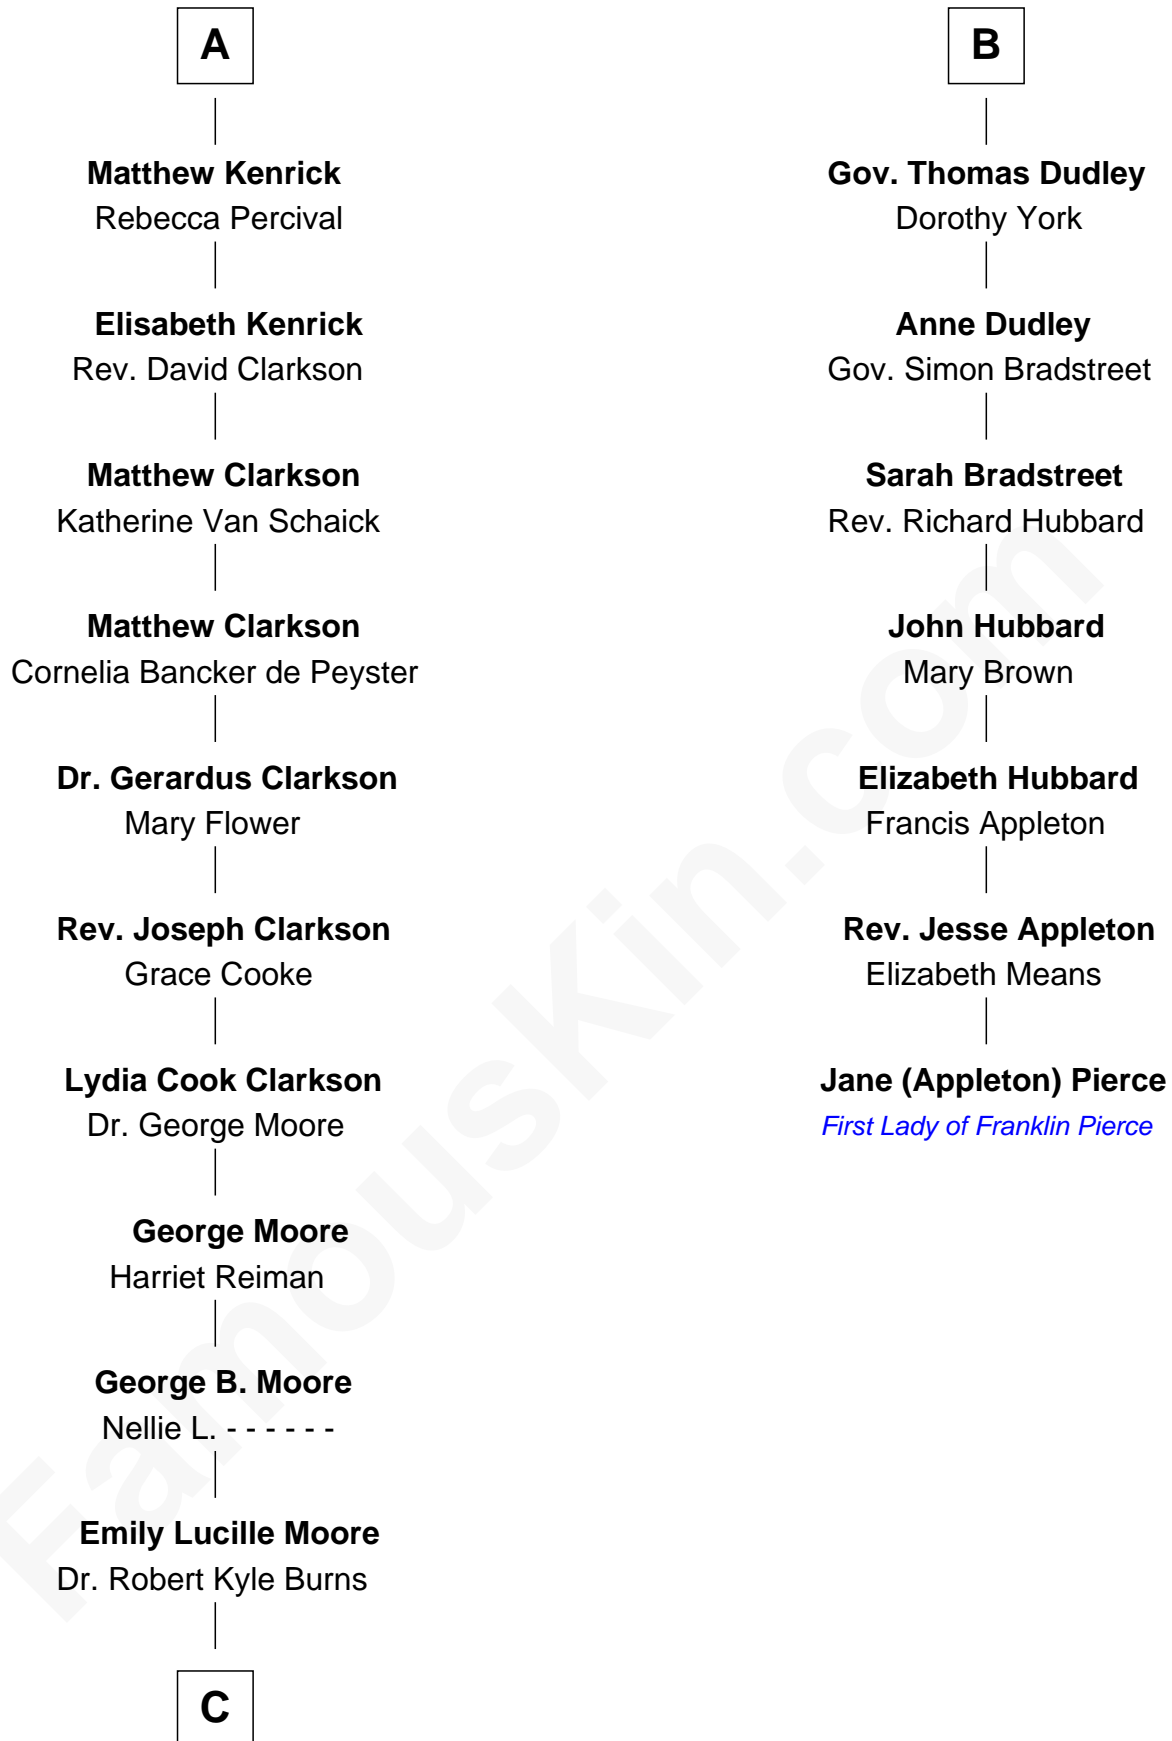 A
Matthew Kenrick
Rebecca Percival
Elisabeth Kenrick
Rev. David Clarkson
Matthew Clarkson
Katherine Van Schaick
Matthew Clarkson
Cornelia Bancker de Peyster
Dr. Gerardus Clarkson
Mary Flower
Rev. Joseph Clarkson
Grace Cooke
Lydia Cook Clarkson
Dr. George Moore
George Moore
Harriet Reiman
George B. Moore
Nellie L. - - - - - -
Emily Lucille Moore
Dr. Robert Kyle Burns
C
B
Gov. Thomas Dudley
Dorothy York
Anne Dudley
Gov. Simon Bradstreet
Sarah Bradstreet
Rev. Richard Hubbard
John Hubbard
Mary Brown
Elizabeth Hubbard
Francis Appleton
Rev. Jesse Appleton
Elizabeth Means
Jane (Appleton) Pierce
First Lady of Franklin Pierce
FamousKin.com